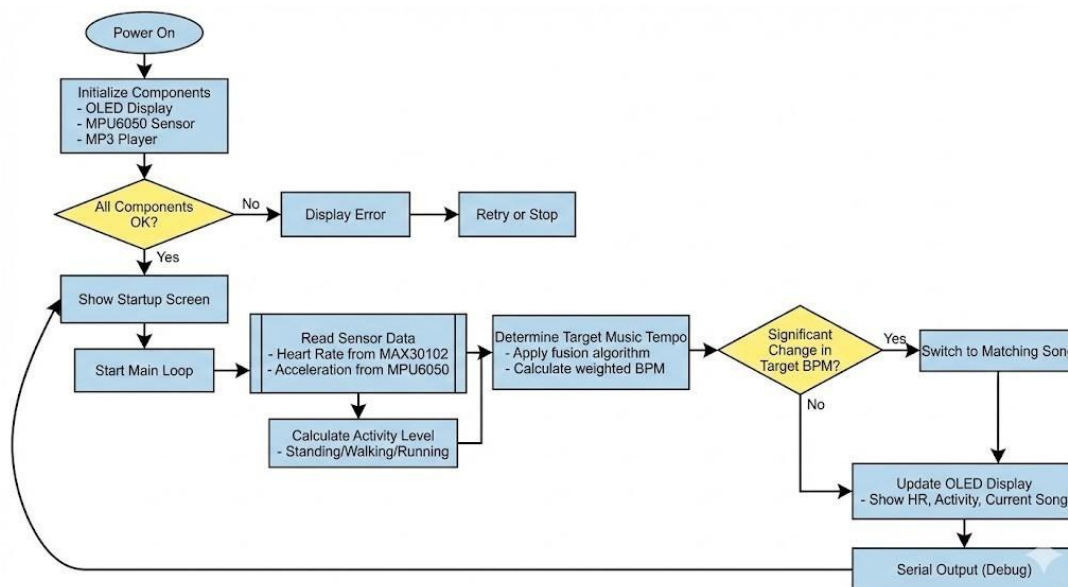 Power On
Initialize Components
- OLED Display
- MPU6050 Sensor
- MP3 Player
All Components
OK?
No
Display Error
Retry or Stop
Yes
Show Startup Screen
Start Main Loop
Read Sensor Data
- Heart Rate from MAX30102
- Acceleration from MPU6050
Calculate Activity Level
- Standing/Walking/Running
Determine Target Music Tempo
- Apply fusion algorithm
- Calculate weighted BPM
Significant
Change in
Target BPM?
Yes
Switch to Matching Song
No
Update OLED Display
- Show HR, Activity, Current Song
Serial Output (Debug)